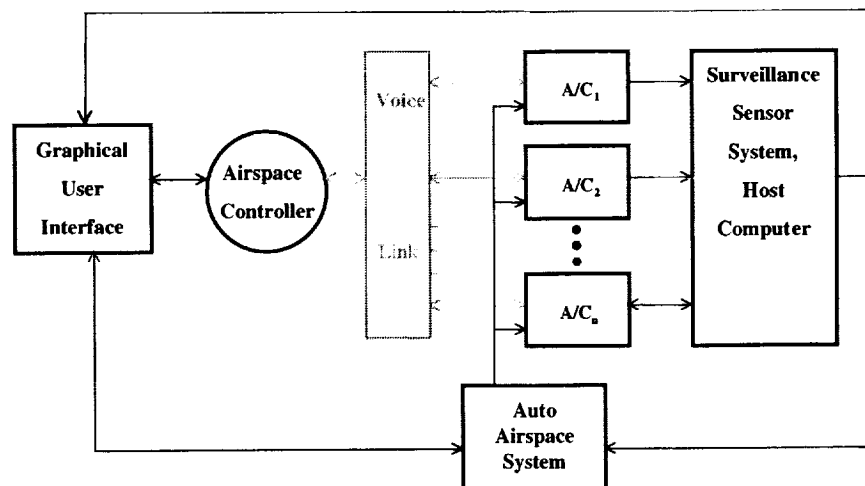 Graphical
User
Interface
Airspace
Controller
Voice
Link
A/C1
A/C2
A/Cn
Surveillance
Sensor
System,
Host
Computer
Auto
Airspace
System